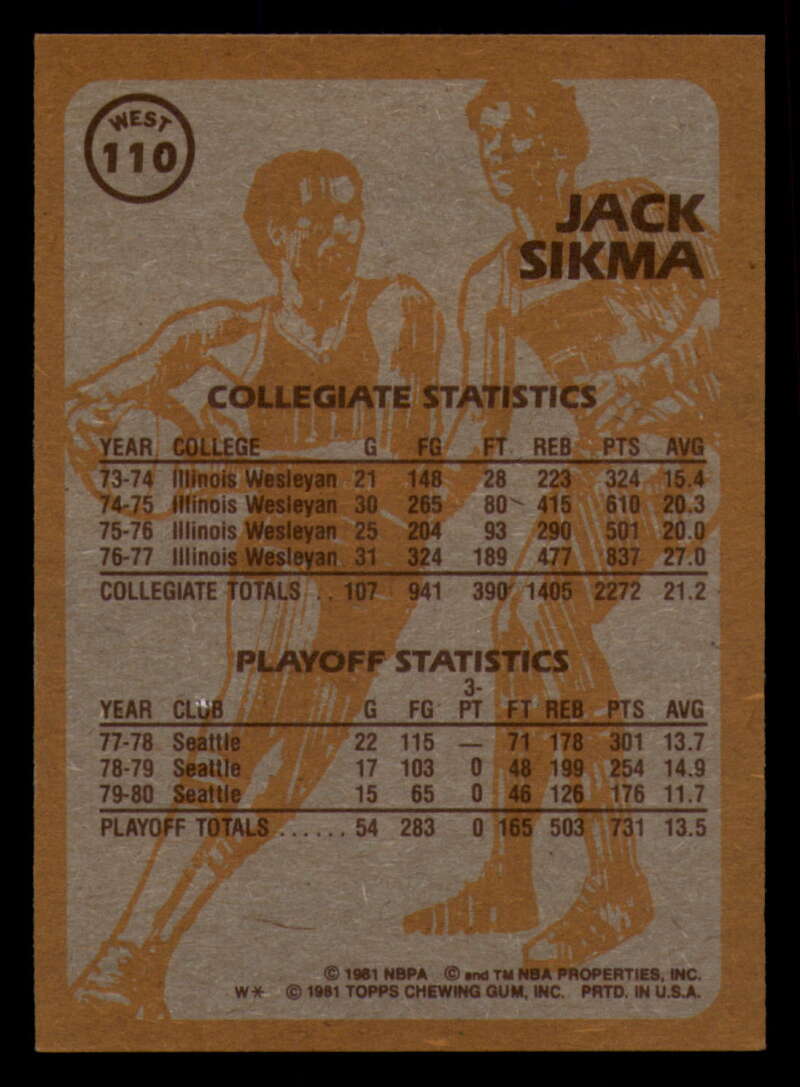 WEST
110
JACK
SIKMA
COLLEGIATE STATISTICS
YEAR COLLEGE G FG FT REB PTS AVG
73-74 Illinois Wesleyan 21 148 28 223 324 15.4
74-75 Illinois Wesleyan 30 265 80 415 610 20.3
75-76 Illinois Wesleyan 25 204 93 290 501 20.0
76-77 Illinois Wesleyan 31 324 189 477 837 27.0
COLLEGIATE TOTALS .. 107 941 390 1405 2272 21.2
PLAYOFF STATISTICS
3-
YEAR CLUB G FG PT FT REB PTS AVG
77-78 Seattle 22 115 — 71 178 301 13.7
78-79 Seattle 17 103 0 48 199 254 14.9
79-80 Seattle 15 65 0 46 126 176 11.7
PLAYOFF TOTALS ...... 54 283 0 165 503 731 13.5
© 1981 NBPA © and TM NBA PROPERTIES, INC.
W* © 1981 TOPPS CHEWING GUM, INC. PRTD. IN U.S.A.